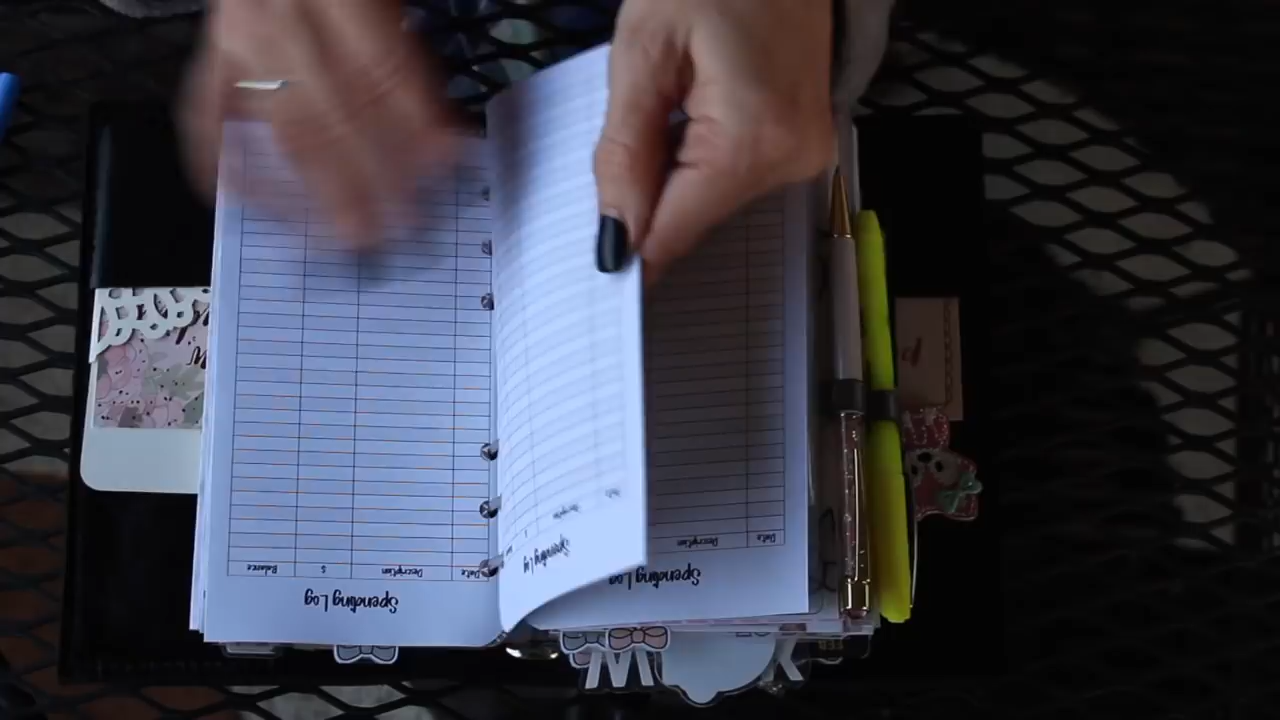 Spending Log
Date Description $ Balance
Spending Log
Spending Log
Date Description